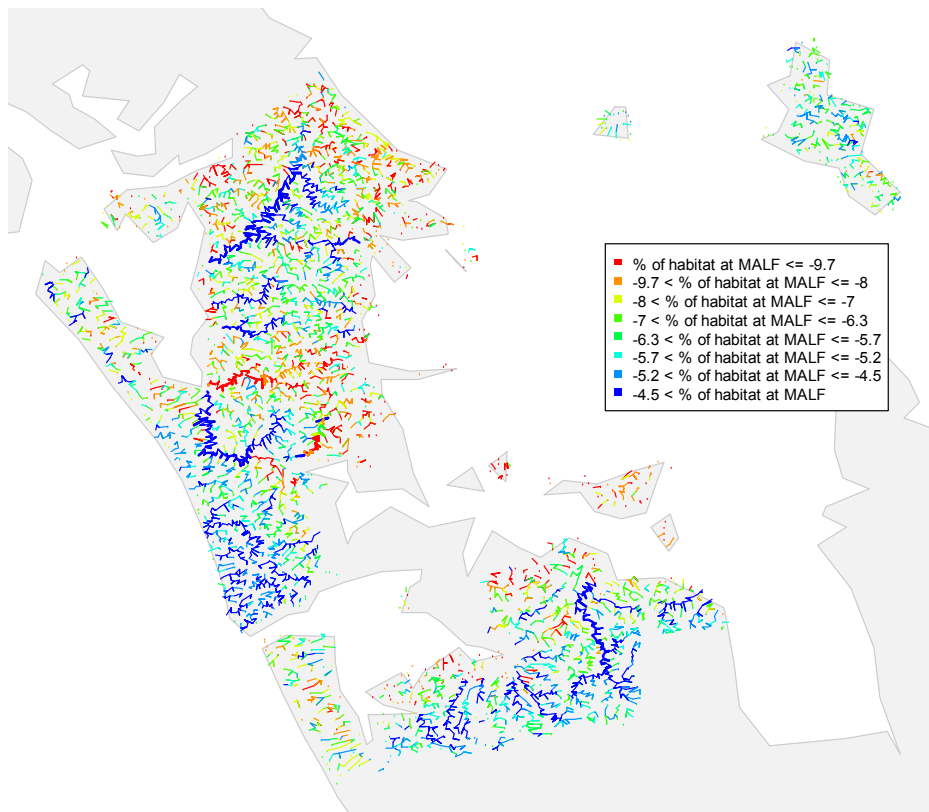 % of habitat at MALF <= -9.7
-9.7 < % of habitat at MALF <= -8
-8 < % of habitat at MALF <= -7
-7 < % of habitat at MALF <= -6.3
-6.3 < % of habitat at MALF <= -5.7
-5.7 < % of habitat at MALF <= -5.2
-5.2 < % of habitat at MALF <= -4.5
-4.5 < % of habitat at MALF